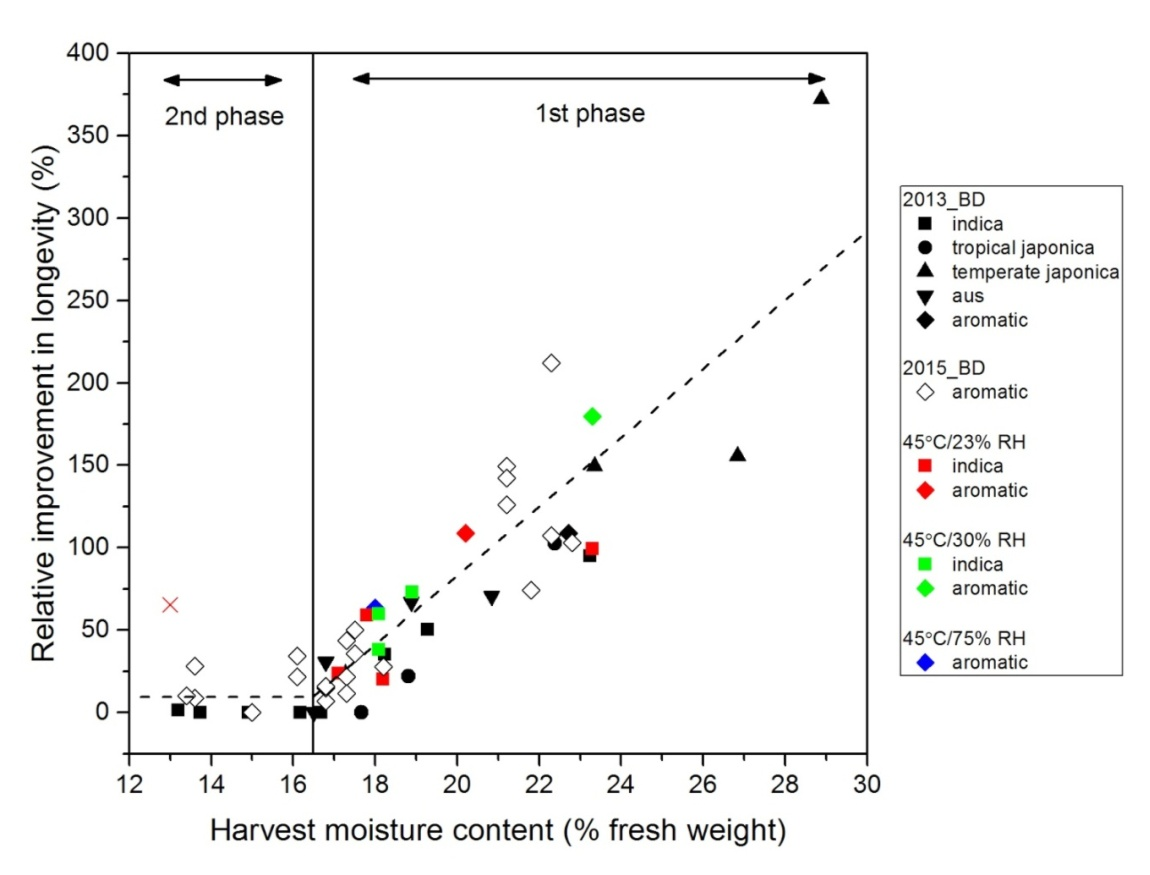 400
350
300
250
200
150
100
50
0
Relative improvement in longevity (%)
2nd phase
1st phase
12 14 16 18 20 22 24 26 28 30
Harvest moisture content (% fresh weight)
2013_BD
indica
tropical japonica
temperate japonica
aus
aromatic
2015_BD
aromatic
45°C/23% RH
indica
aromatic
45°C/30% RH
indica
aromatic
45°C/75% RH
aromatic